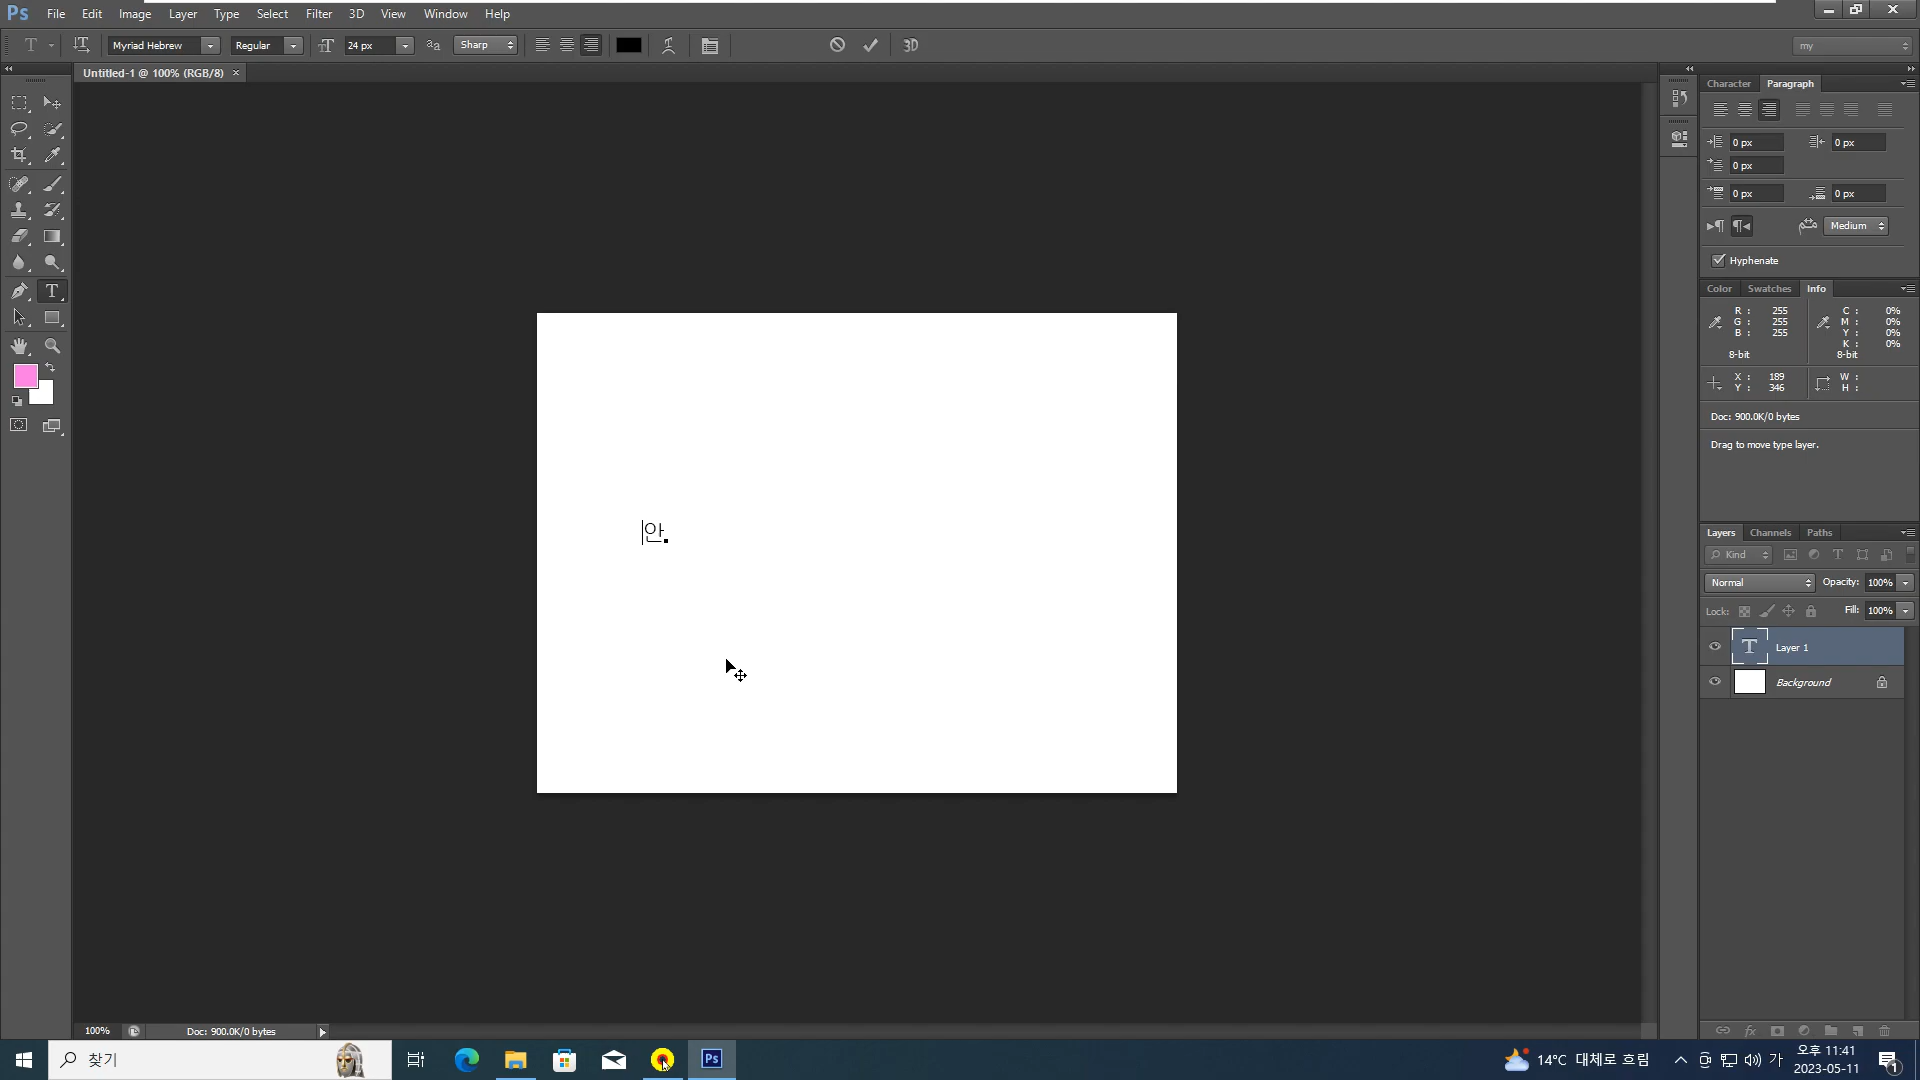 Ps File Edit Image Layer Type Select Filter 3D View Window Help
T Myriad Hebrew Regular 24 px Sharp 3D my
Untitled-1 @ 100% (RGB/8) ×
Character Paragraph
0 px 0 px
0 px
0 px 0 px
Medium
Hyphenate
Color Swatches Info
R : 255 C : 0%
G : 255 M : 0%
B : 255 Y : 0%
K : 0%
8-bit 8-bit
X : 189 W :
Y : 346 H :
Doc: 900.0K/0 bytes
Drag to move type layer.
안.
Layers Channels Paths
Kind
Normal Opacity: 100%
Lock: Fill: 100%
T Layer 1
Background
100% Doc: 900.0K/0 bytes
찾기 Ps 14°C 대체로 흐림 가 오후 11:41
2023-05-11 1